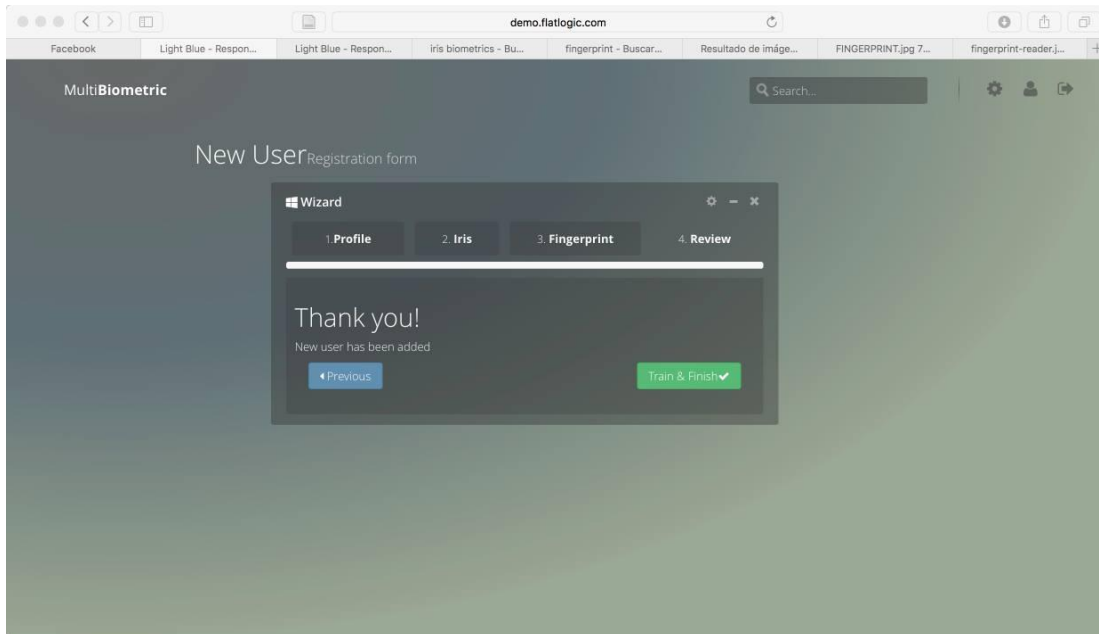 demo.flatlogic.com
Facebook
Light Blue - Respon...
Light Blue - Respon...
iris biometrics - Bu...
fingerprint - Buscar...
Resultado de imáge...
FINGERPRINT.jpg 7...
fingerprint-reader.j...
MultiBiometric
Search...
New User Registration form
Wizard
1.Profile
2. Iris
3. Fingerprint
4. Review
Thank you!
New user has been added
Previous
Train & Finish